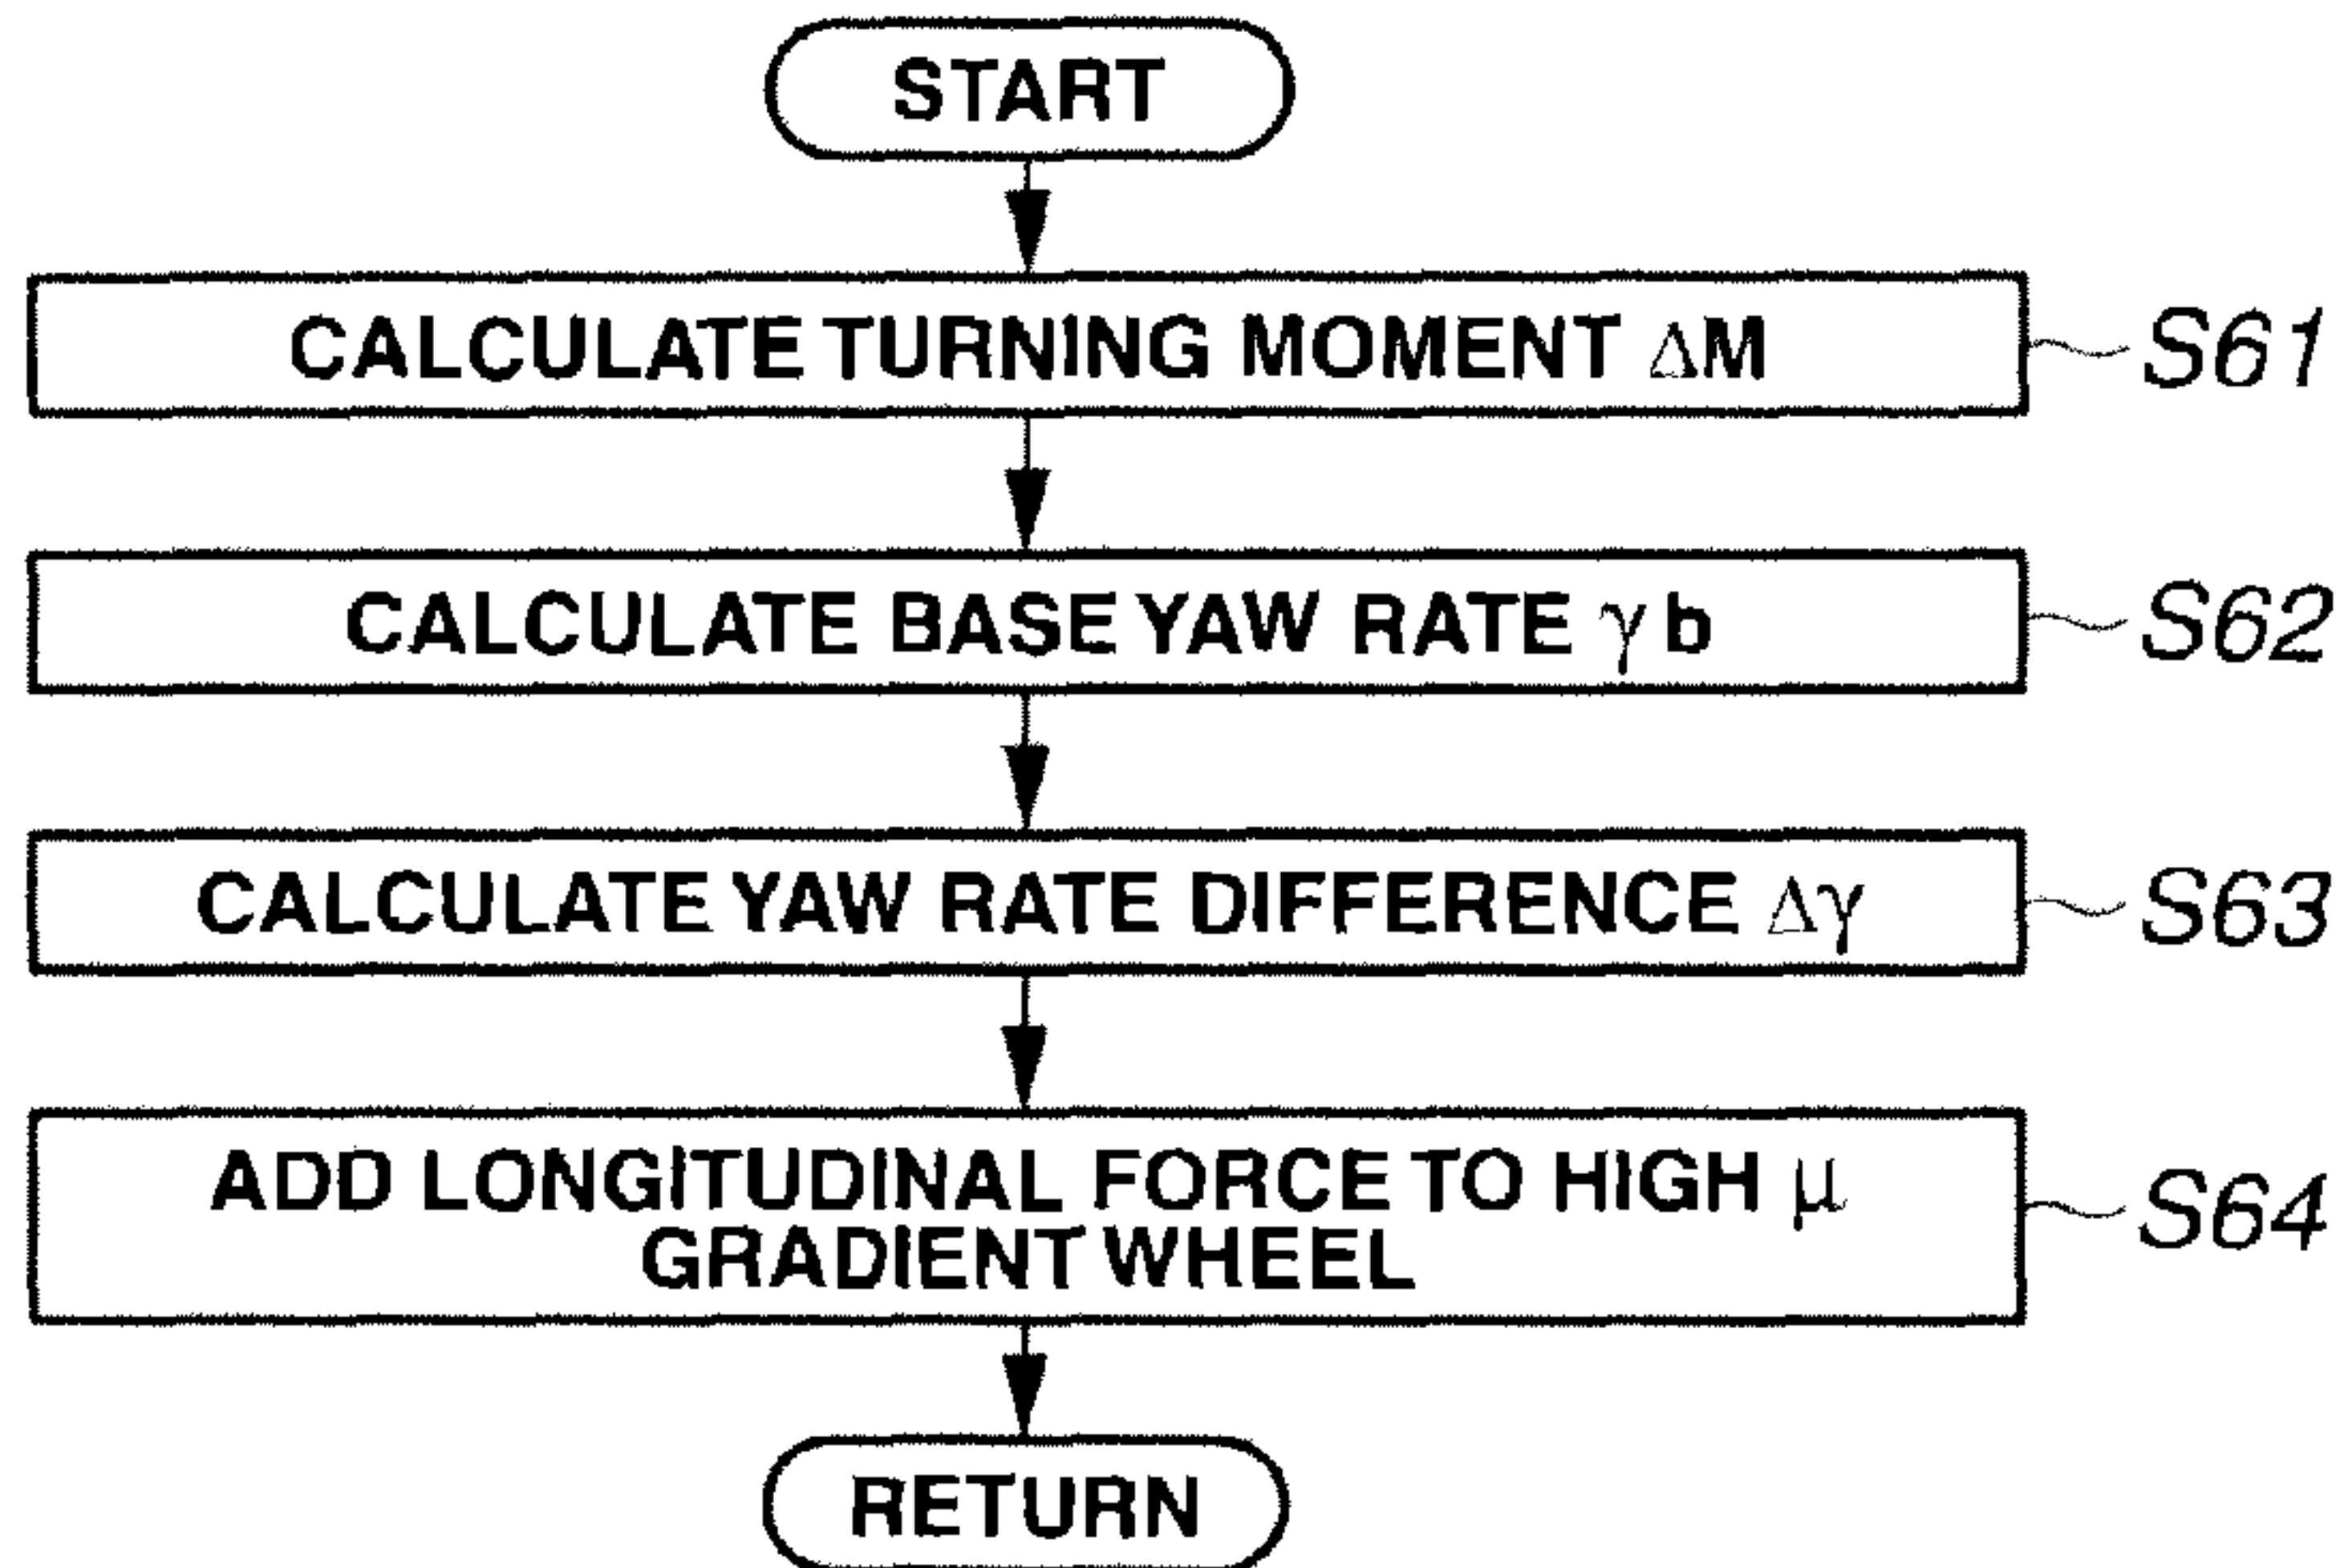 START
CALCULATE TURNING MOMENT ΔM
S61
CALCULATE BASE YAW RATE γb
S62
CALCULATE YAW RATE DIFFERENCE Δγ
S63
ADD LONGITUDINAL FORCE TO HIGH μ
GRADIENT WHEEL
S64
RETURN